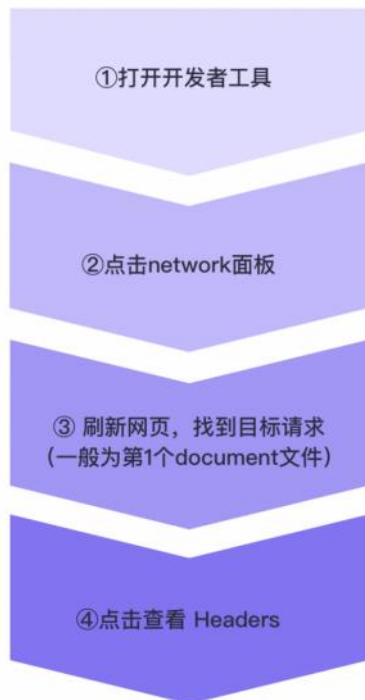 ①打开开发者工具
②点击network面板
③ 刷新网页，找到目标请求
（一般为第1个document文件）
④点击查看 Headers